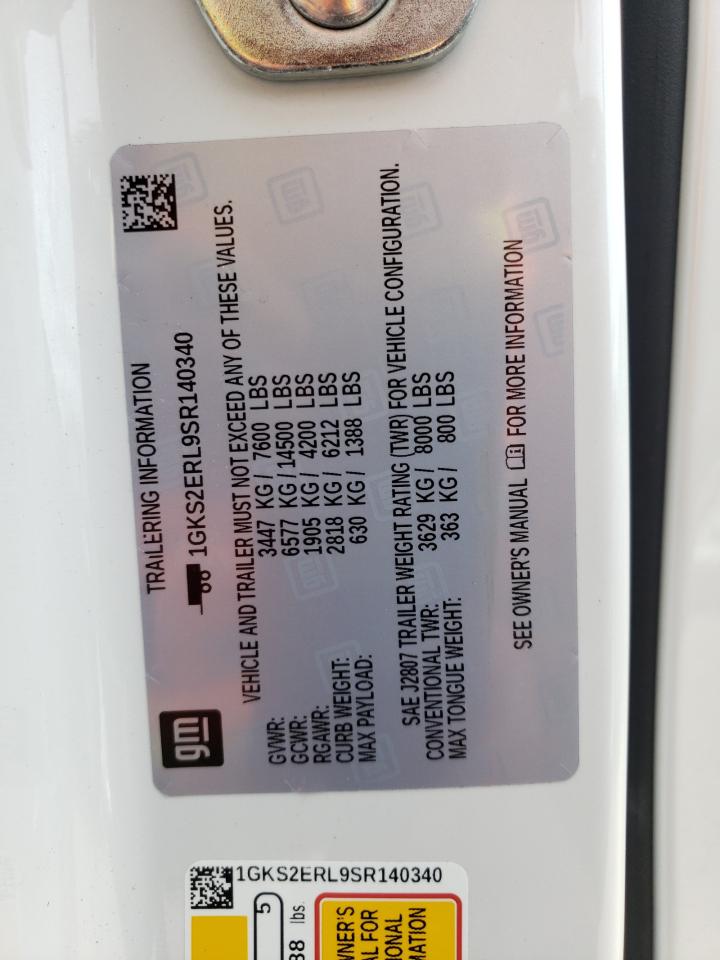 gm
TRAILERING INFORMATION
1GKS2ERL9SR140340
VEHICLE AND TRAILER MUST NOT EXCEED ANY OF THESE VALUES.
GVWR: 3447 KG / 7600 LBS
GCWR: 6577 KG / 14500 LBS
RGAWR: 1905 KG / 4200 LBS
CURB WEIGHT: 2818 KG / 6212 LBS
MAX PAYLOAD: 630 KG / 1388 LBS
SAE J2807 TRAILER WEIGHT RATING (TWR) FOR VEHICLE CONFIGURATION.
CONVENTIONAL TWR: 3629 KG / 8000 LBS
MAX TONGUE WEIGHT: 363 KG / 800 LBS
SEE OWNER'S MANUAL FOR MORE INFORMATION
1GKS2ERL9SR140340
5
lbs.
FOR